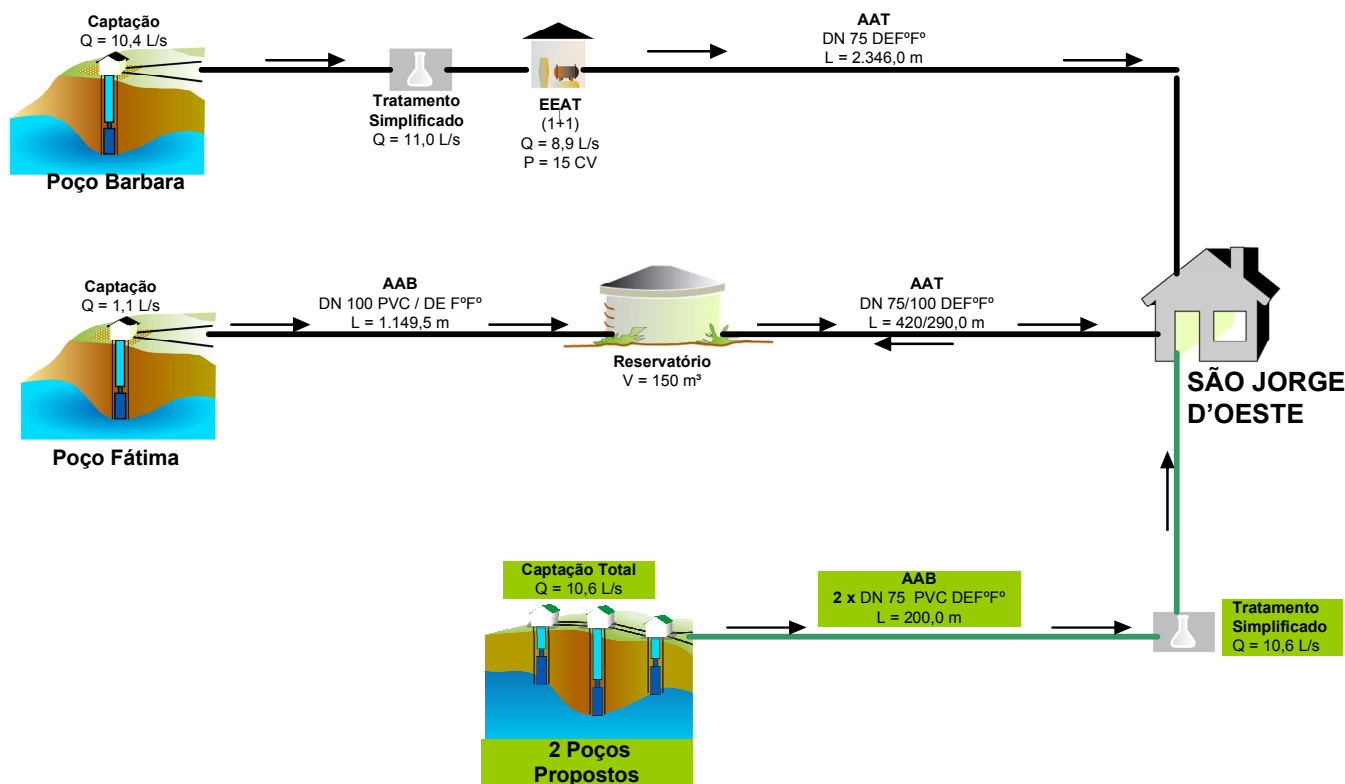 Captação
Q = 10,4 L/s
Poço Barbara
Tratamento
Simplificado
Q = 11,0 L/s
EEAT
(1+1)
Q = 8,9 L/s
P = 15 CV
AAT
DN 75 DEFºFº
L = 2.346,0 m
Captação
Q = 1,1 L/s
Poço Fátima
AAB
DN 100 PVC / DE FºFº
L = 1.149,5 m
Reservatório
V = 150 m³
AAT
DN 75/100 DEFºFº
L = 420/290,0 m
SÃO JORGE
D’OESTE
Captação Total
Q = 10,6 L/s
2 Poços
Propostos
AAB
2 x DN 75 PVC DEFºFº
L = 200,0 m
Tratamento
Simplificado
Q = 10,6 L/s